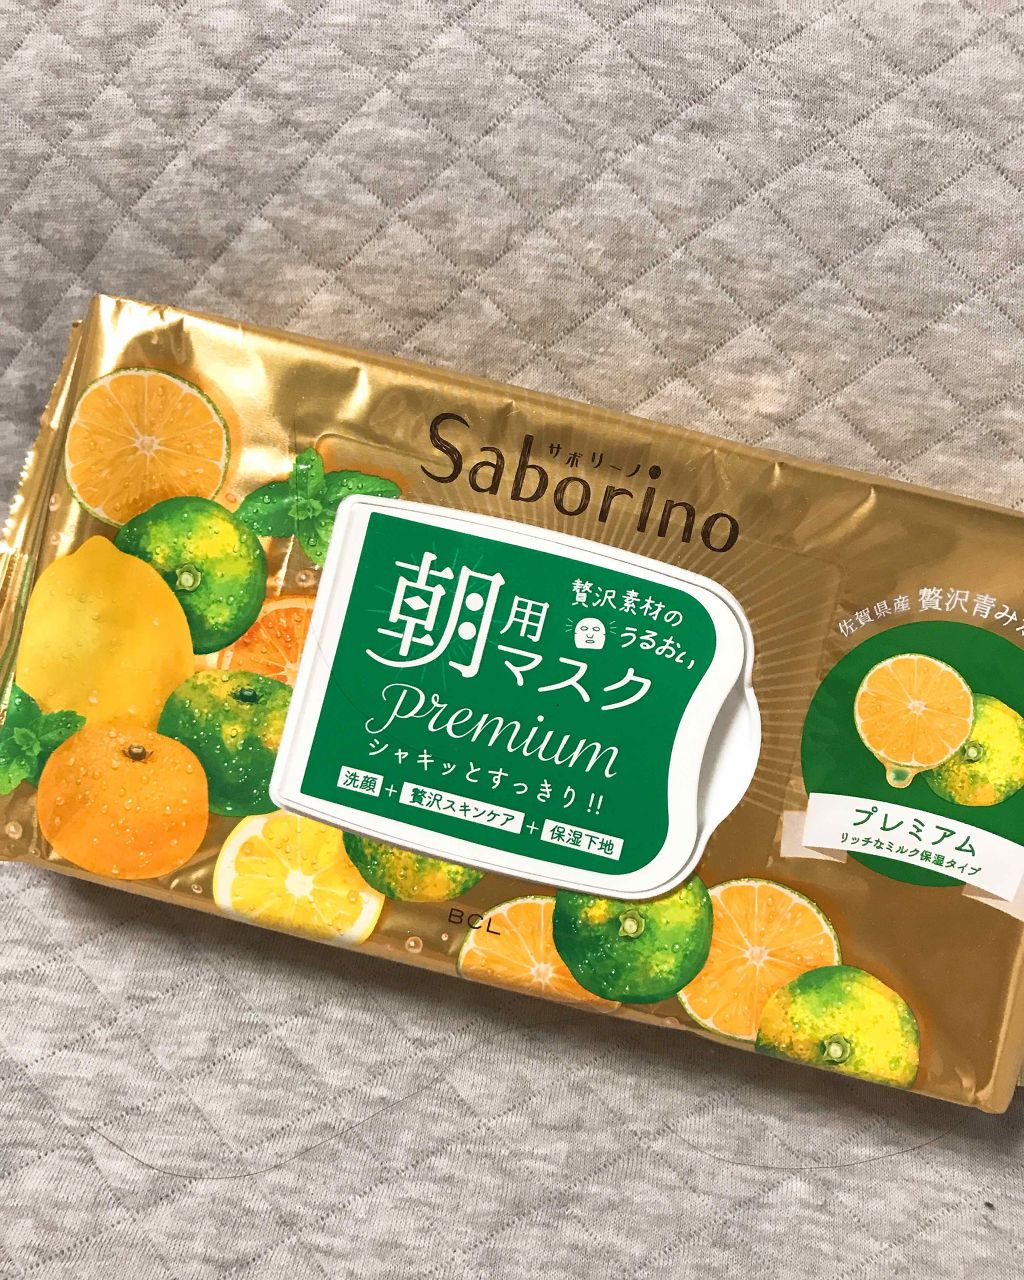 サボリーノ
Saborino
贅沢素材の
うるおい
朝用マスク
Premium
シャキッとすっきり!!
洗顔+贅沢スキンケア+保湿下地
BCL
佐賀県産 贅沢青み
プレミアム
リッチなミルク保湿タイプ